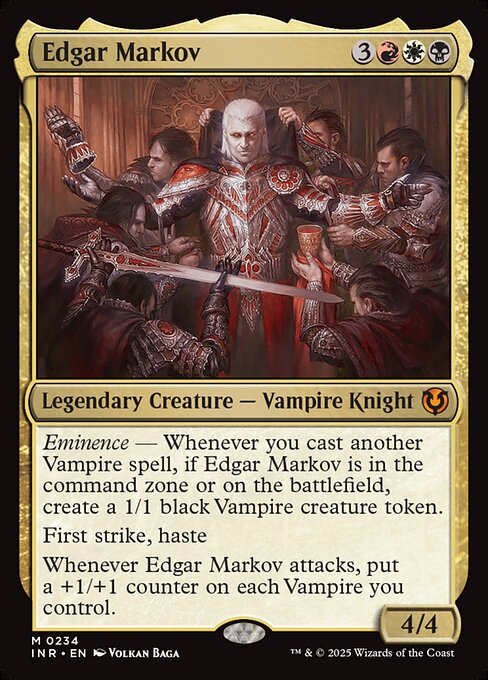 Edgar Markov 3
Legendary Creature — Vampire Knight
Eminence — Whenever you cast another
Vampire spell, if Edgar Markov is in the
command zone or on the battlefield,
create a 1/1 black Vampire creature token.
First strike, haste
Whenever Edgar Markov attacks, put
a +1/+1 counter on each Vampire you
control.
4/4
M 0234
INR • EN VOLKAN BAGA
™ & © 2025 Wizards of the Coast